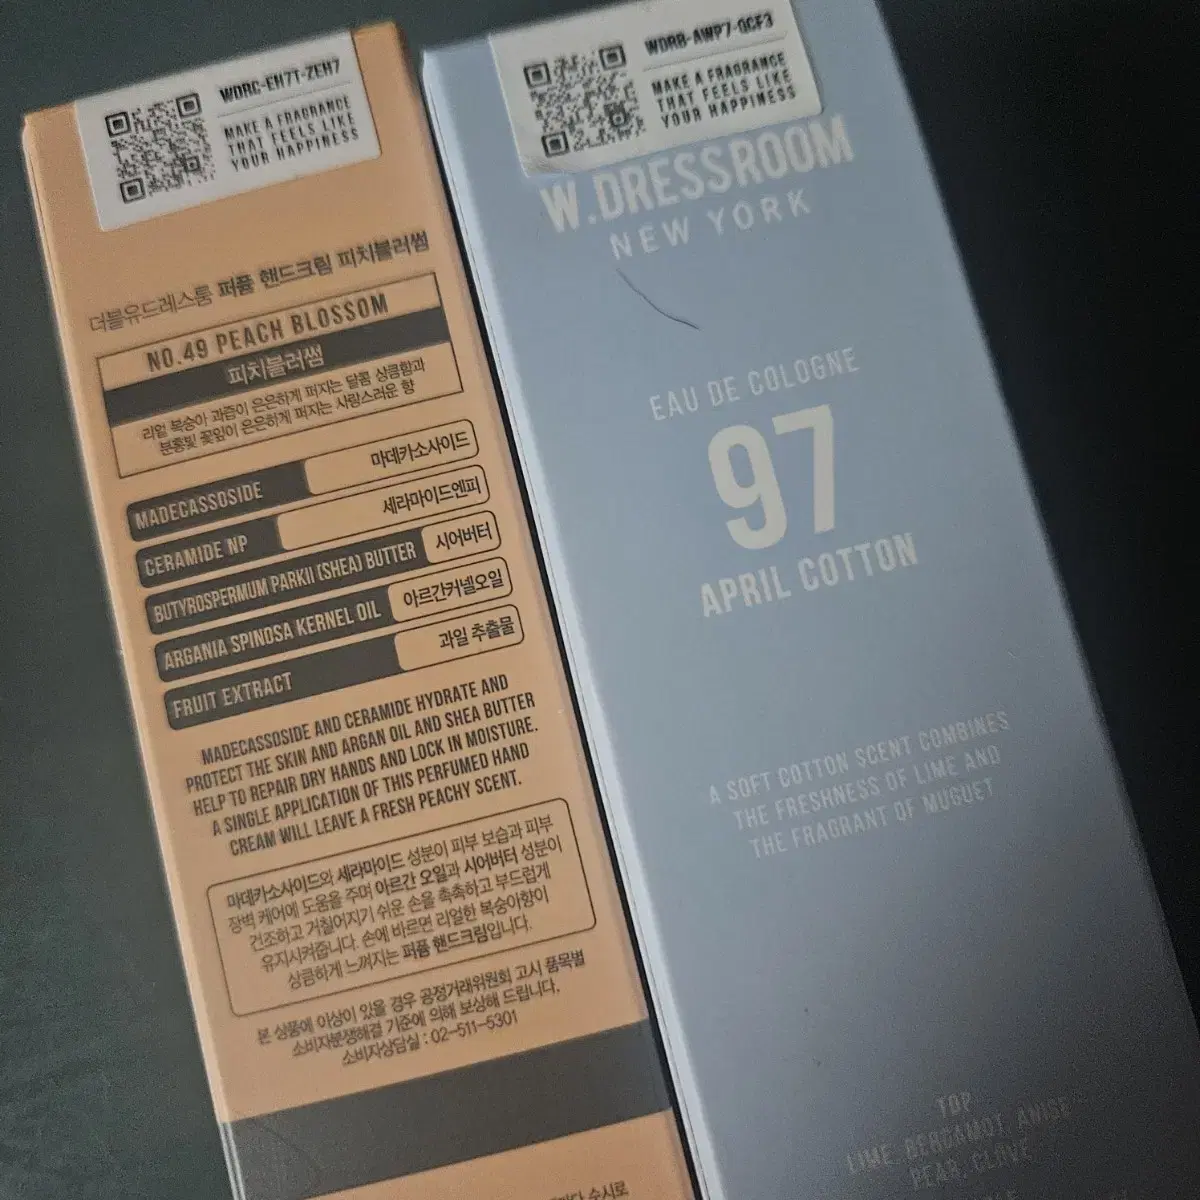 WDRC-EH7T-ZEH7
MAKE A FRAGRANCE
THAT FEELS LIKE
YOUR HAPPINESS
더블유드레스룸 퍼퓸 핸드크림 피치블러썸
NO.49 PEACH BLOSSOM
피치블러썸
리얼 복숭아 과즙이 은은하게 퍼지는 달콤 상큼함과
분홍빛 꽃잎이 은은하게 퍼지는 사랑스러운 향
MADECASSOSIDE 마데카소사이드
CERAMIDE NP 세라마이드엔피
BUTYROSPERMUM PARKII (SHEA) BUTTER 시어버터
ARGANIA SPINOSA KERNEL OIL 아르간커넬오일
FRUIT EXTRACT 과일 추출물
MADECASSOSIDE AND CERAMIDE HYDRATE AND
PROTECT THE SKIN AND ARGAN OIL AND SHEA BUTTER
HELP TO REPAIR DRY HANDS AND LOCK IN MOISTURE.
A SINGLE APPLICATION OF THIS PERFUMED HAND
CREAM WILL LEAVE A FRESH PEACHY SCENT.
마데카소사이드와 세라마이드 성분이 피부 보습과 피부
장벽 케어에 도움을 주며 아르간 오일과 시어버터 성분이
건조하고 거칠어지기 쉬운 손을 촉촉하고 부드럽게
유지시켜줍니다. 손에 바르면 리얼한 복숭아향이
상큼하게 느껴지는 퍼퓸 핸드크림입니다.
본 상품에 이상이 있을 경우 공정거래위원회 고시 품목별
소비자분쟁해결 기준에 의해 보상해 드립니다.
소비자상담실 : 02-511-5301
수시로
WDRB-AWP7-QCF3
MAKE A FRAGRANCE
THAT FEELS LIKE
YOUR HAPPINESS
W.DRESSROOM
NEW YORK
EAU DE COLOGNE
97
APRIL COTTON
A SOFT COTTON SCENT COMBINES
THE FRESHNESS OF LIME AND
THE FRAGRANT OF MUGUET
TOP
LIME, BERGAMOT, ANISE
PEAR, CLOVE